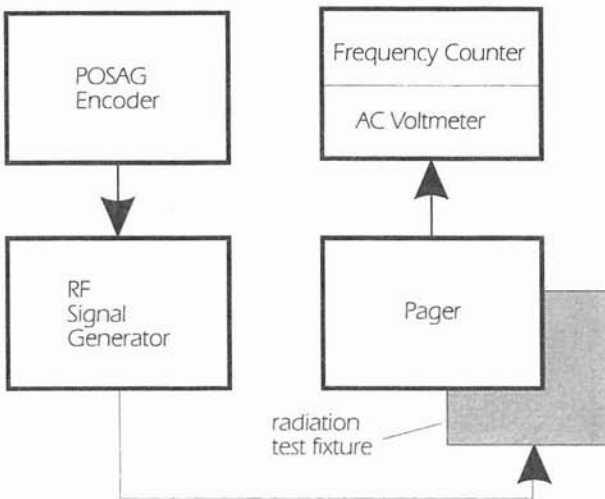 POSAG
Encoder
Frequency Counter
AC Voltmeter
RF
Signal
Generator
Pager
radiation
test fixture